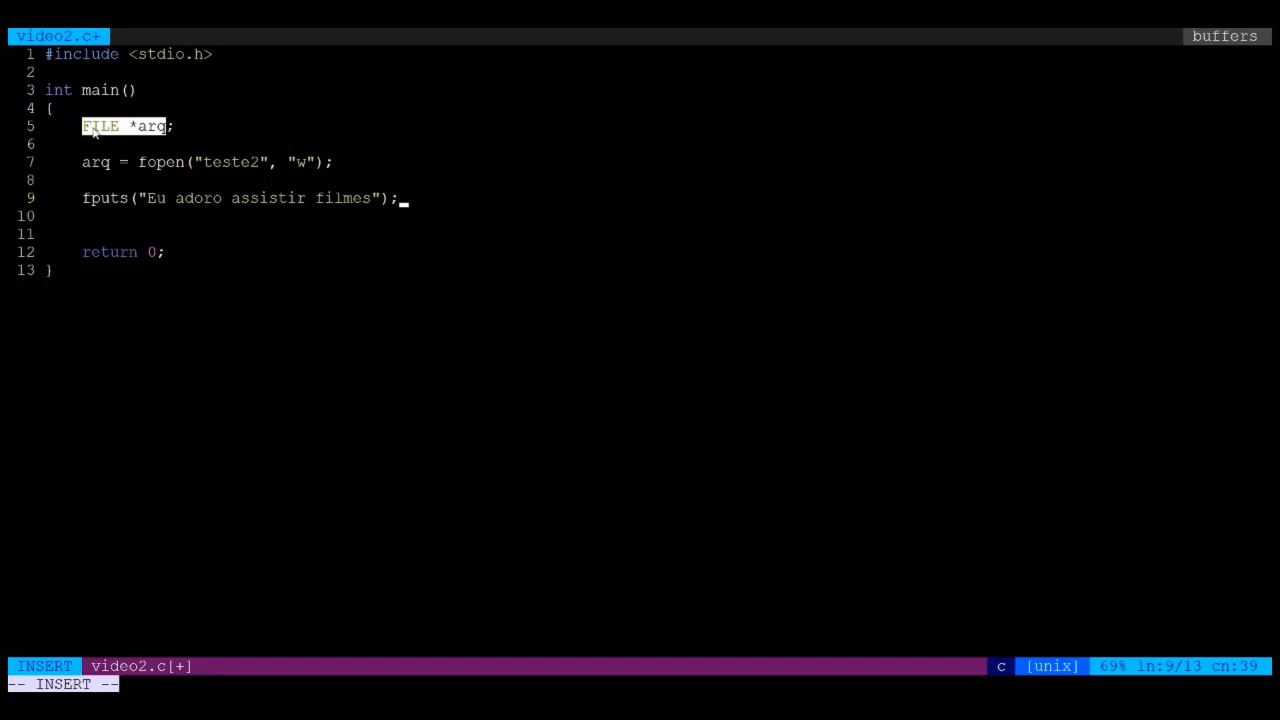 video2.c+ buffers
1 #include <stdio.h>
2
3 int main()
4 {
5     FILE *arq;
6
7     arq = fopen("teste2", "w");
8
9     fputs("Eu adoro assistir filmes");
10
11
12     return 0;
13 }
INSERT video2.c[+] c [unix] 69% ln:9/13 cn:39
-- INSERT --